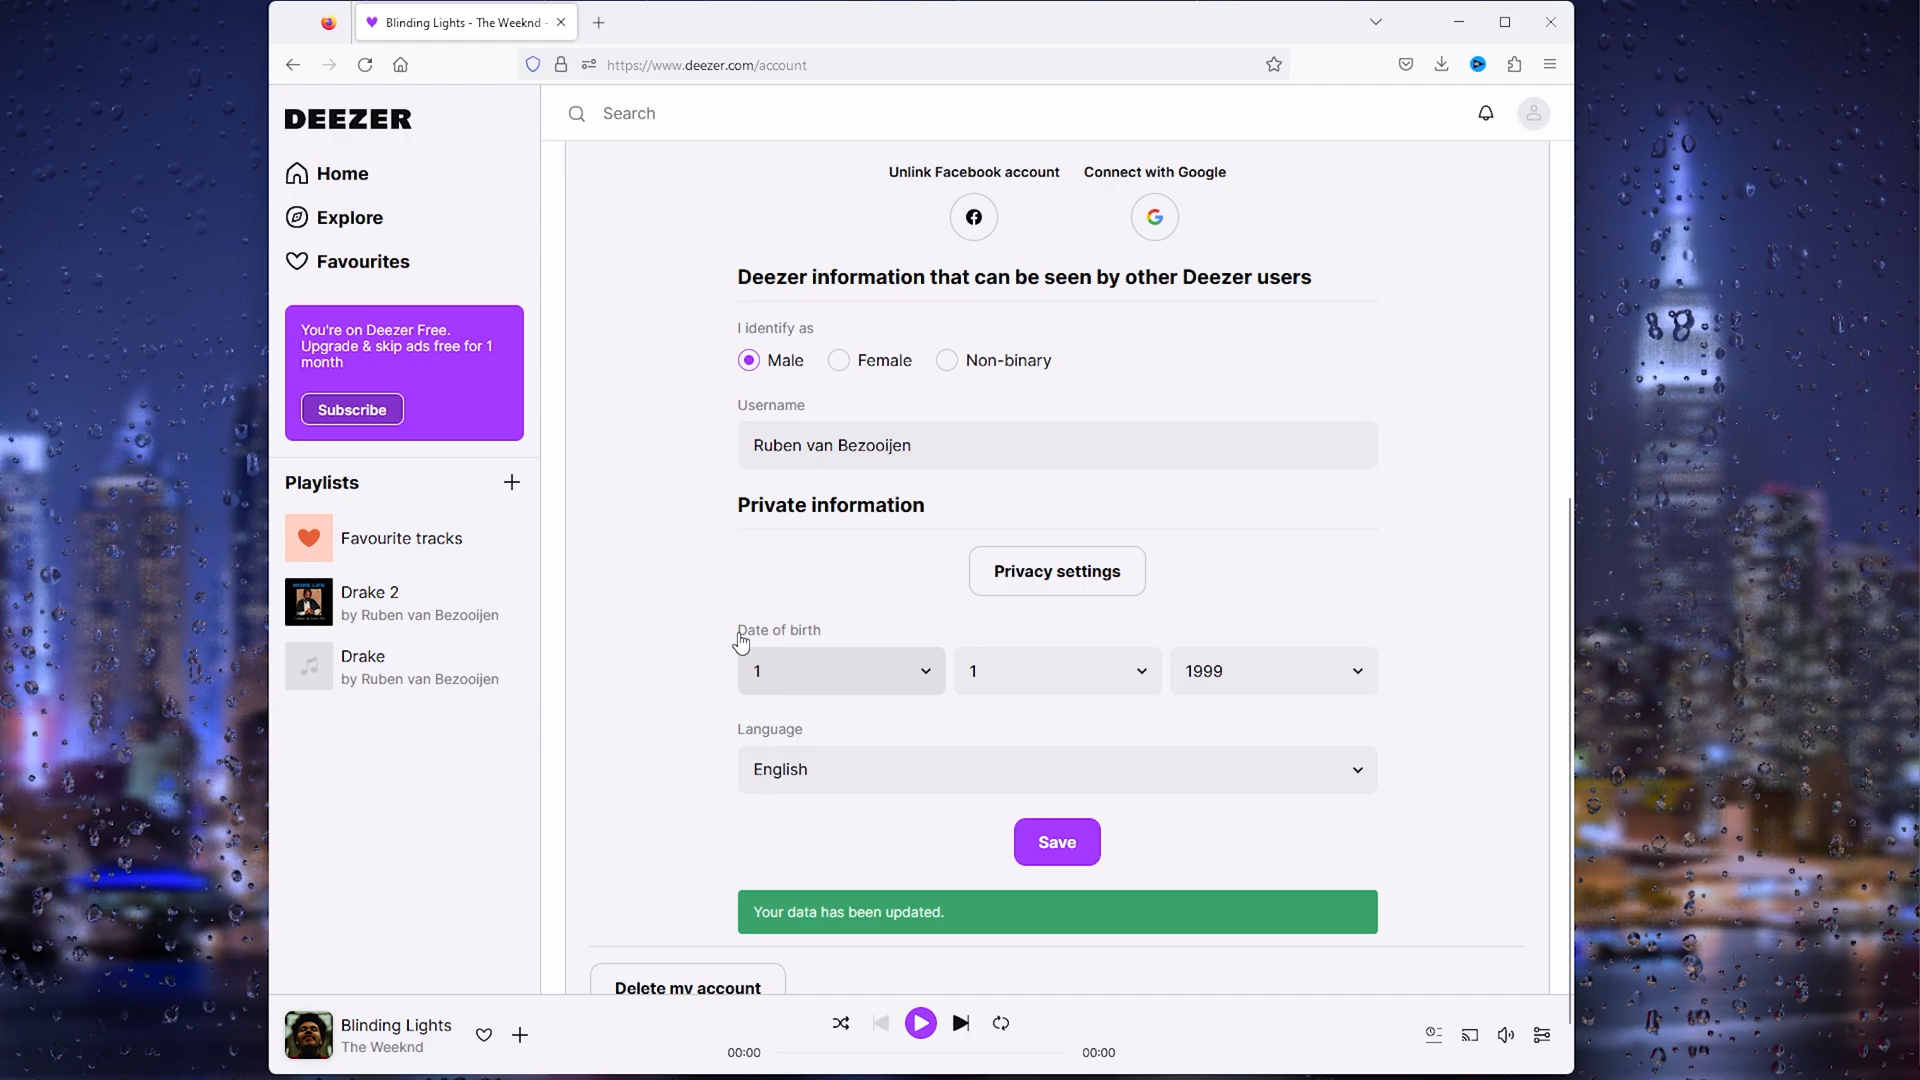 Blinding Lights - The Weeknd -
https://www.deezer.com/account
DEEZER
Search
Home
Explore
Favourites
You're on Deezer Free.
Upgrade & skip ads free for 1
month
Subscribe
Playlists
Favourite tracks
Drake 2
by Ruben van Bezooijen
Drake
by Ruben van Bezooijen
Unlink Facebook account
Connect with Google
Deezer information that can be seen by other Deezer users
I identify as
Male Female Non-binary
Username
Ruben van Bezooijen
Private information
Privacy settings
Date of birth
1 1 1999
Language
English
Save
Your data has been updated.
Delete my account
Blinding Lights
The Weeknd
00:00 00:00